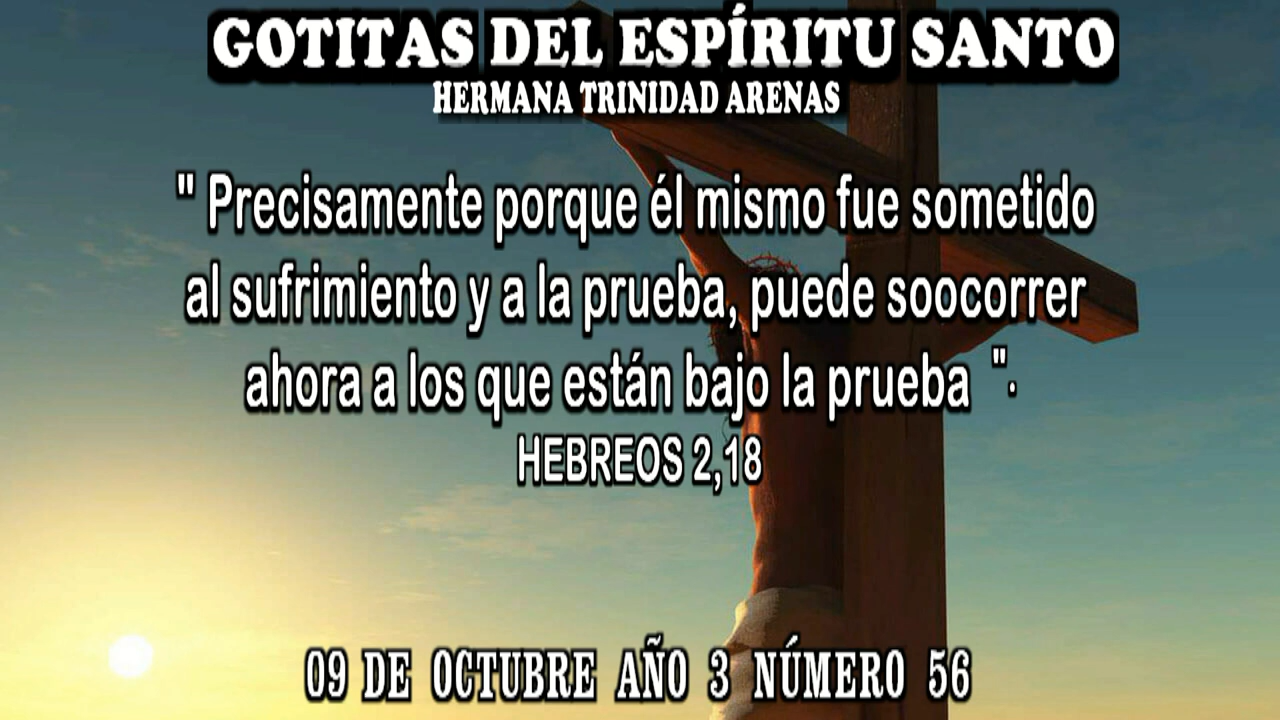 GOTITAS DEL ESPÍRITU SANTO
HERMANA TRINIDAD ARENAS
" Precisamente porque él mismo fue sometido
al sufrimiento y a la prueba, puede soocorrer
ahora a los que están bajo la prueba ".
HEBREOS 2,18
09 DE OCTUBRE AÑO 3 NÚMERO 56